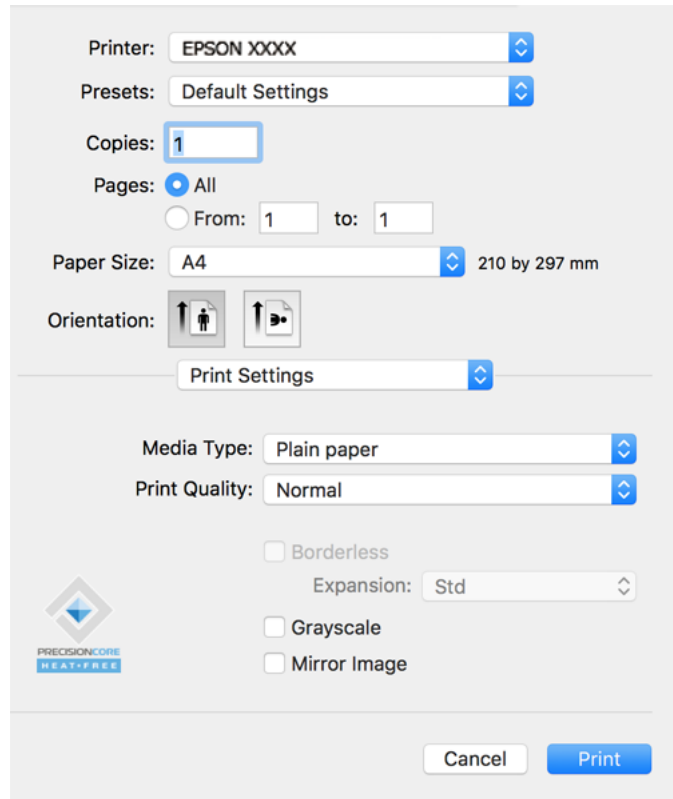 Printer: EPSON XXXX
Presets: Default Settings
Copies: 1
Pages: All
From: 1 to: 1
Paper Size: A4 210 by 297 mm
Orientation:
Print Settings
Media Type: Plain paper
Print Quality: Normal
Borderless
Expansion: Std
Grayscale
PRECISIONCORE
HEAT•FREE
Mirror Image
Cancel Print